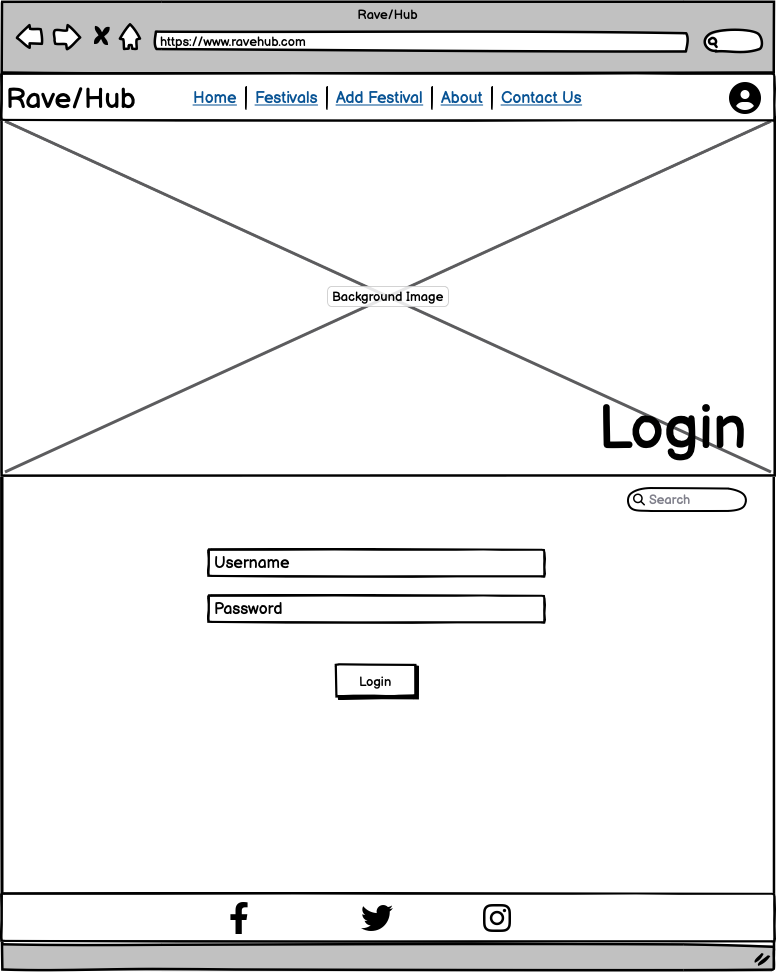 Rave/Hub
https://www.ravehub.com
Rave/Hub Home Festivals Add Festival About Contact Us
Background Image
Login
Search
Username
Password
Login